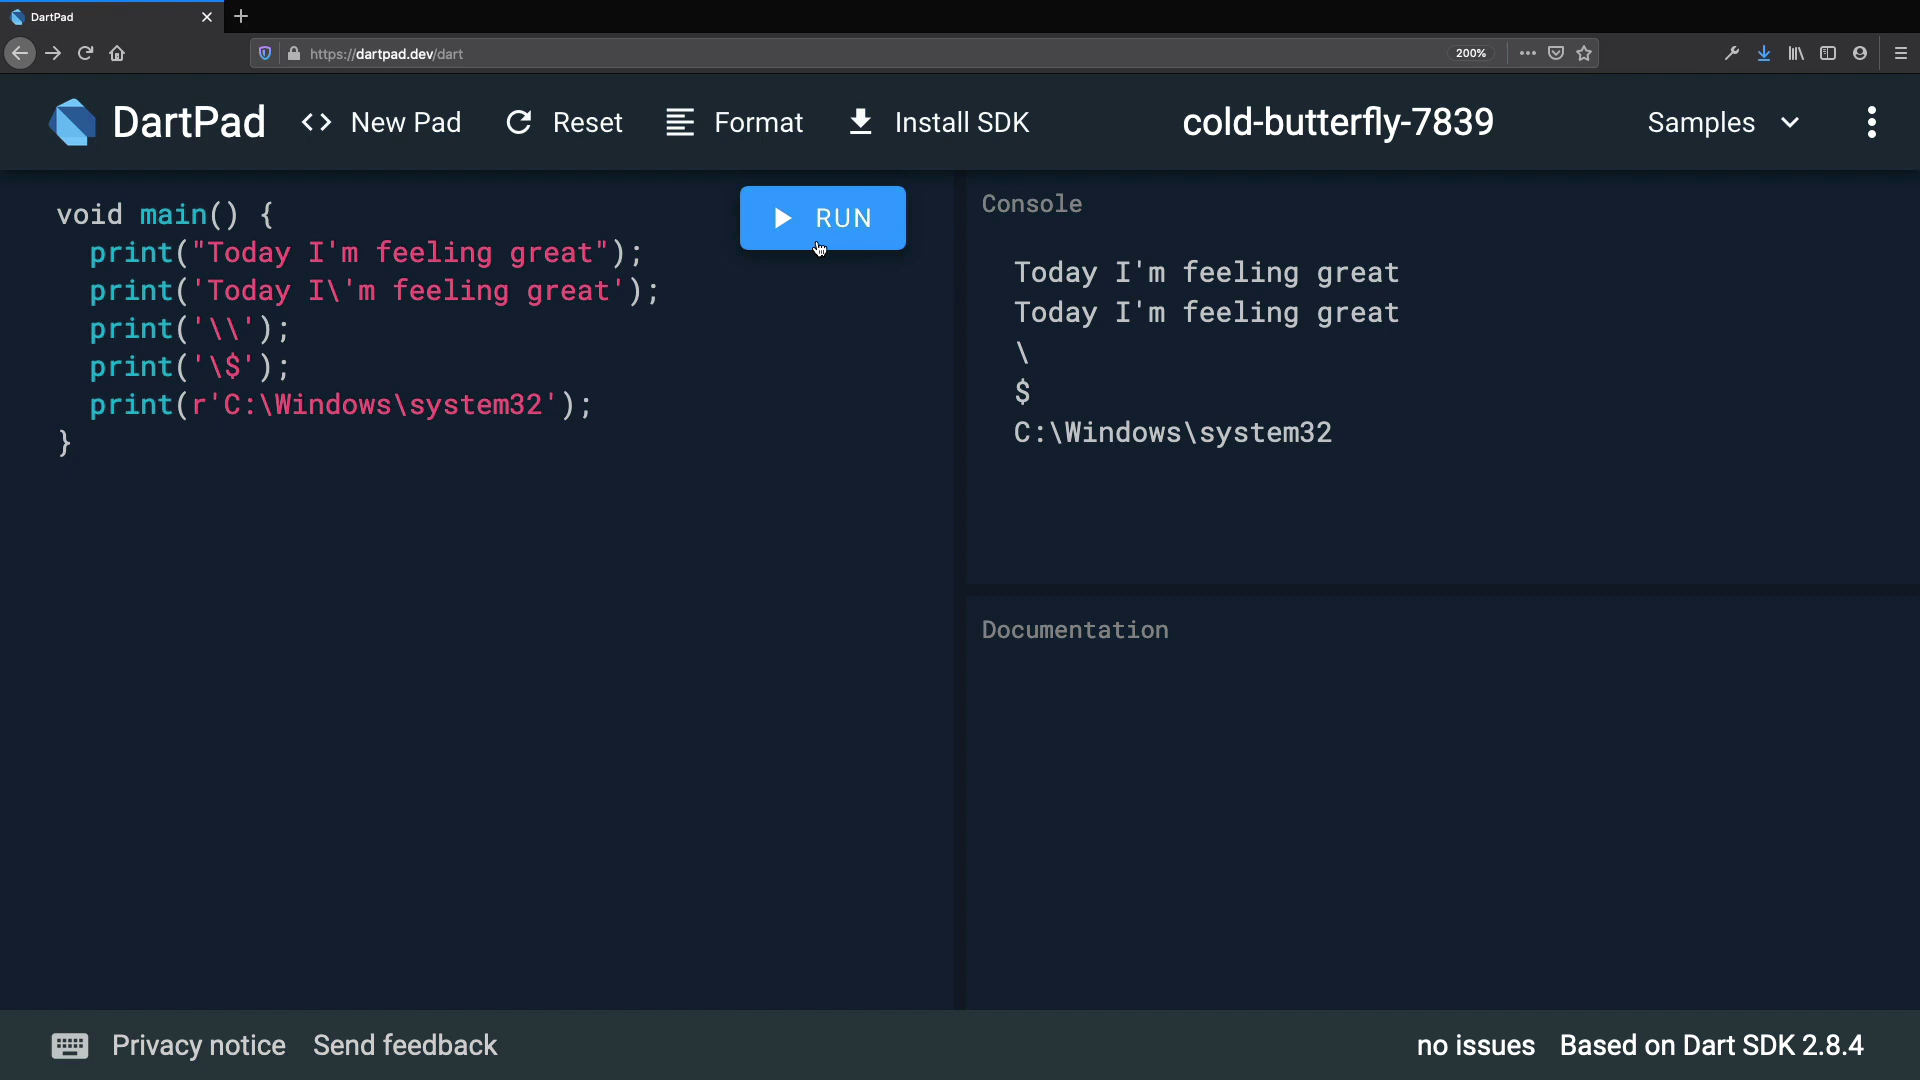 DartPad
https://dartpad.dev/dart
200%
DartPad
<> New Pad
Reset
Format
Install SDK
cold-butterfly-7839
Samples
void main() {
  print("Today I'm feeling great");
  print('Today I\'m feeling great');
  print('\\');
  print('\$');
  print(r'C:\Windows\system32');
}
RUN
Console
Today I'm feeling great
Today I'm feeling great
\
$
C:\Windows\system32
Documentation
Privacy notice
Send feedback
no issues
Based on Dart SDK 2.8.4